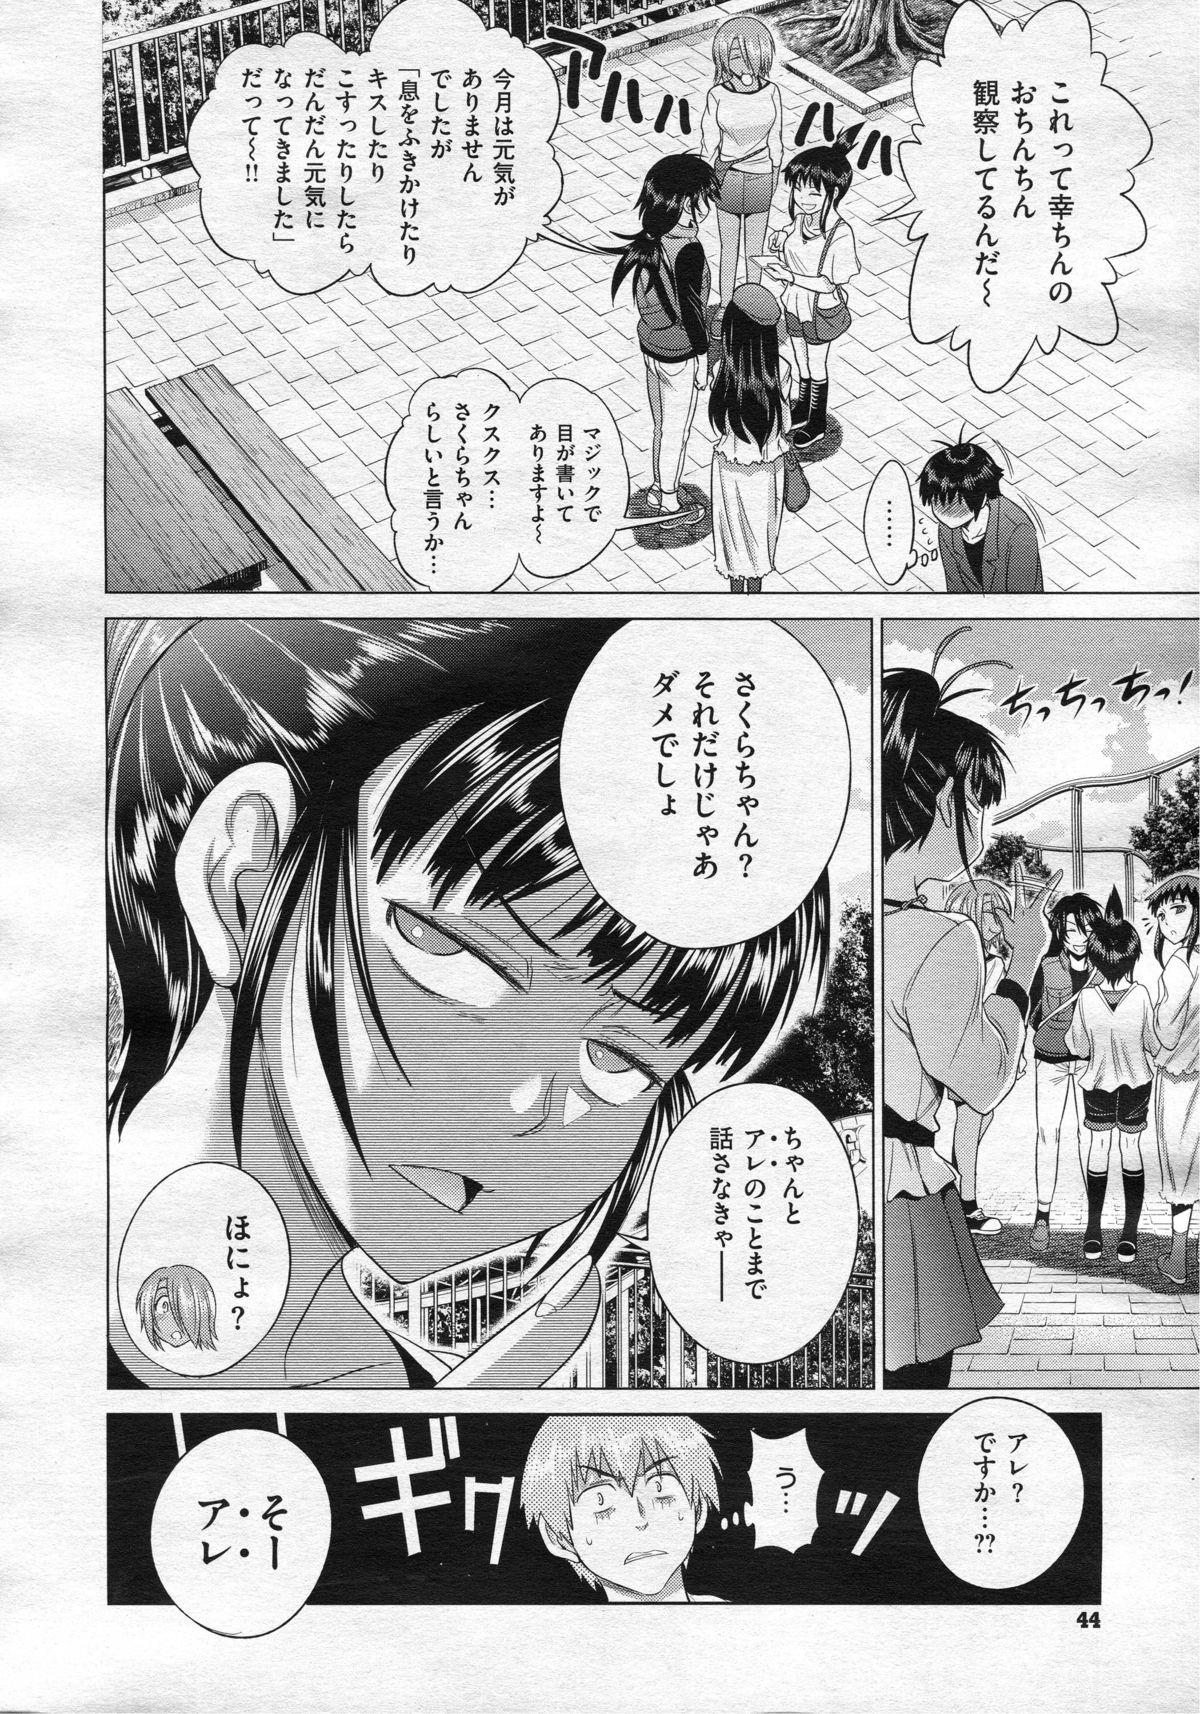 これって幸ちんの
おちんちん
観察してるんだ〜
アハハハ
今月は元気が
ありません
でしたが
「息をふきかけたり
キスしたり
こすったりしたら
だんだん元気に
なってきました」
だって〜!!
マジックで
目が書いて
ありますよ〜
クスクス…
さくらちゃん
らしいと言うか…
……
ちっちっちっ!
さくらちゃん?
それだけじゃあ
ダメでしょ
ちゃんと
アレのことまで
話さなきゃ――
ほにょ?
アレ?
ですか…??
う…
ギクッ
そー
ア・レ・
44